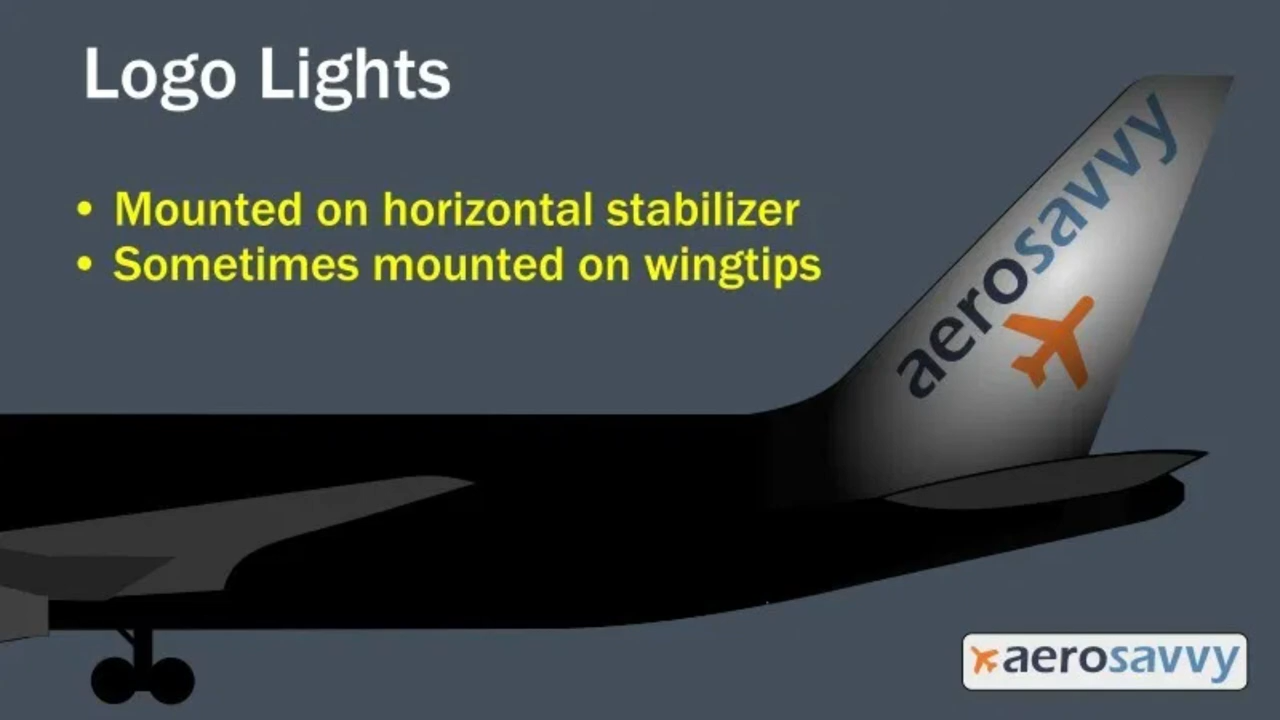 Logo Lights
• Mounted on horizontal stabilizer
• Sometimes mounted on wingtips
aerosavvy
aerosavvy